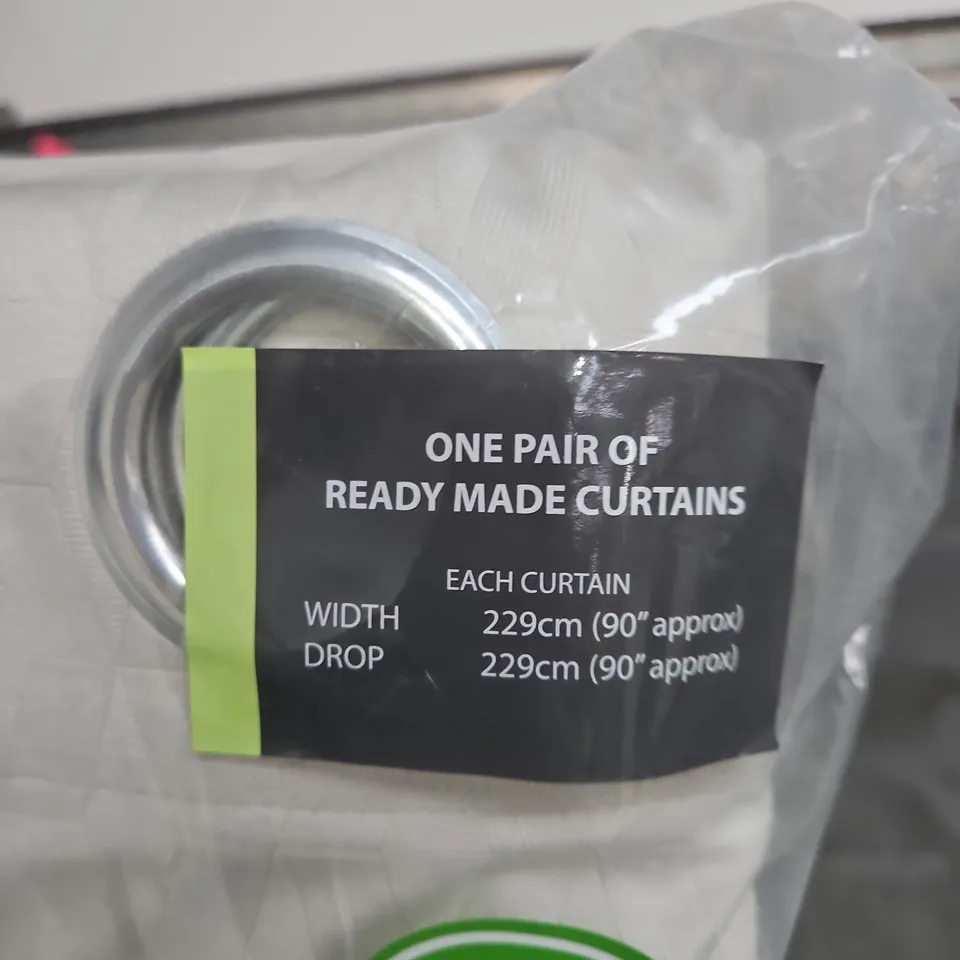 ONE PAIR OF
READY MADE CURTAINS
EACH CURTAIN
WIDTH 229cm (90" approx)
DROP 229cm (90" approx)